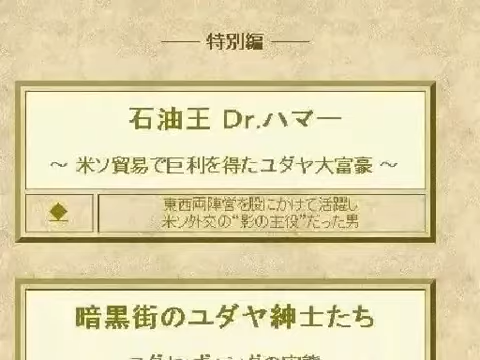 特別編
石油王 Dr.ハマー
～ 米ソ貿易で巨利を得たユダヤ大富豪 ～
東西両陣営を股にかけて活躍し
米ソ外交の“影の主役”だった男
暗黒街のユダヤ紳士たち